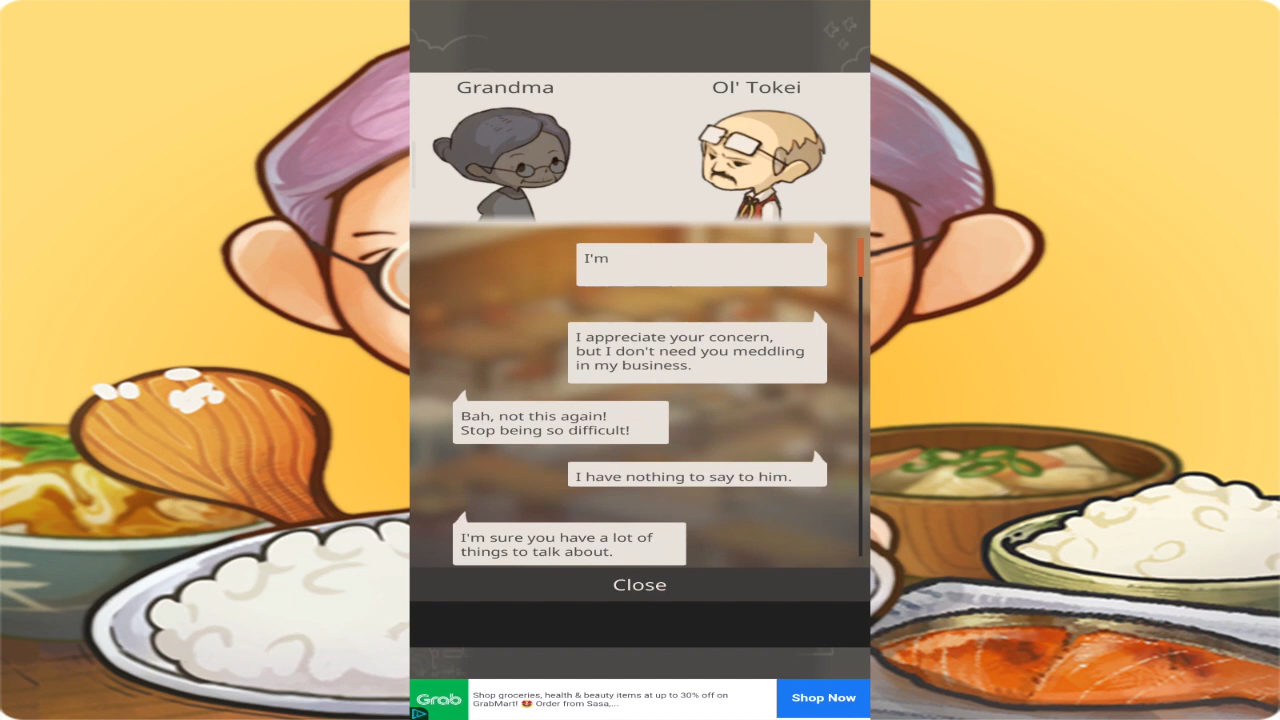 Grandma
Ol' Tokei
I'm
I appreciate your concern,
but I don't need you meddling
in my business.
Bah, not this again!
Stop being so difficult!
I have nothing to say to him.
I'm sure you have a lot of
things to talk about.
Close
Grab
Shop groceries, health & beauty items at up to 30% off on
GrabMart! Order from Sasa,...
Shop Now